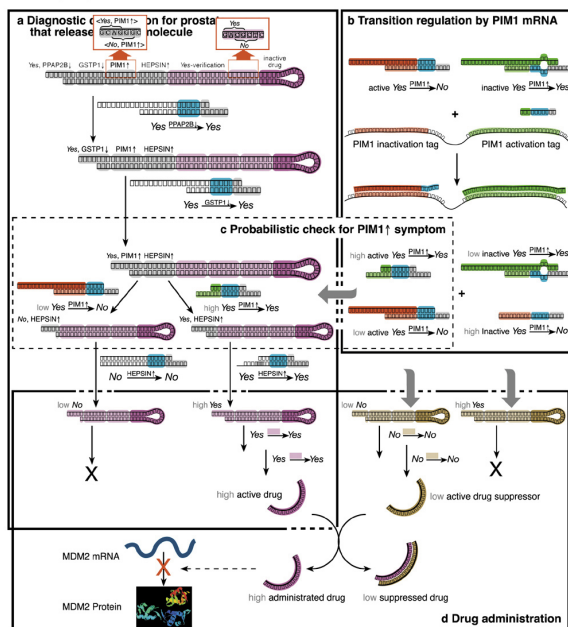 a Diagnostic
for prosta
that release
molecule
<Yes, PIM1↑>
GCAGGUC
<No, PIM1↑>
Yes
No
Yes, PPAP2B↓ GSTP1↓ PIM1↑ HEPSIN↑ Yes-verification
inactive
drug
Yes PPAP2B↓ Yes
Yes, GSTP1↓ PIM1↑ HEPSIN↑
Yes GSTP1↓ Yes
b Transition regulation by PIM1 mRNA
active Yes PIM1↑ No
inactive Yes PIM1↑ Yes
+
PIM1 inactivation tag
PIM1 activation tag
c Probabilistic check for PIM1↑ symptom
Yes, PIM1↑ HEPSIN↑
low Yes PIM1↑ No
high Yes PIM1↑ Yes
No, HEPSIN↑
Yes, HEPSIN↑
No HEPSIN↑ No
Yes HEPSIN↑ Yes
high active Yes PIM1↑ Yes
low inactive Yes PIM1↑ Yes
+
low active Yes PIM1↑ No
high Inactive Yes PIM1↑ No
low No
high Yes
low No
high Yes
Yes Yes
Yes Yes
No No
No No
X
X
high active drug
low active drug suppressor
MDM2 mRNA
X
MDM2 Protein
high administrated drug
low suppressed drug
d Drug administration